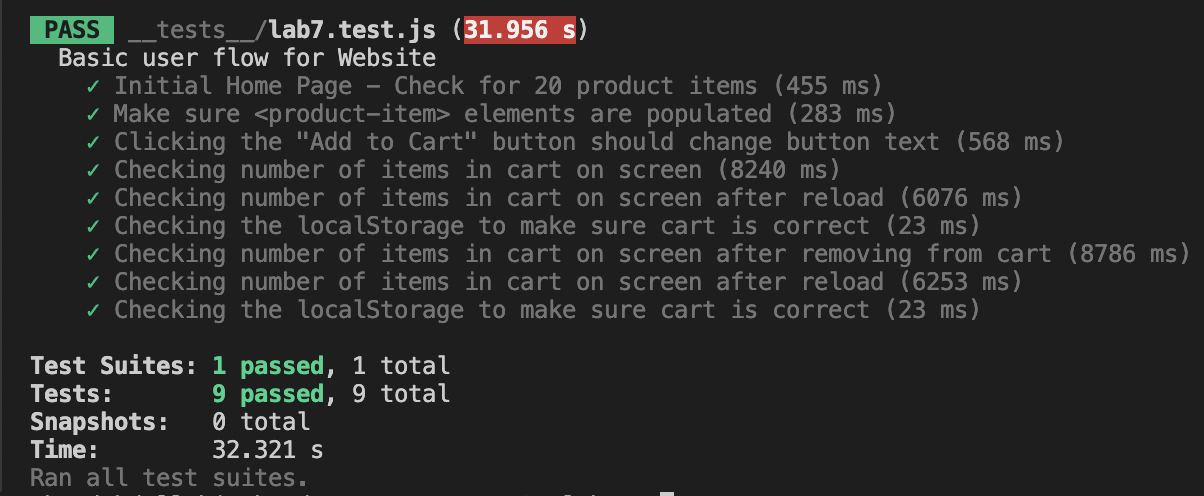 PASS __tests__/lab7.test.js (31.956 s)
Basic user flow for Website
✓ Initial Home Page – Check for 20 product items (455 ms)
✓ Make sure <product-item> elements are populated (283 ms)
✓ Clicking the "Add to Cart" button should change button text (568 ms)
✓ Checking number of items in cart on screen (8240 ms)
✓ Checking number of items in cart on screen after reload (6076 ms)
✓ Checking the localStorage to make sure cart is correct (23 ms)
✓ Checking number of items in cart on screen after removing from cart (8786 ms)
✓ Checking number of items in cart on screen after reload (6253 ms)
✓ Checking the localStorage to make sure cart is correct (23 ms)
Test Suites: 1 passed, 1 total
Tests: 9 passed, 9 total
Snapshots: 0 total
Time: 32.321 s
Ran all test suites.